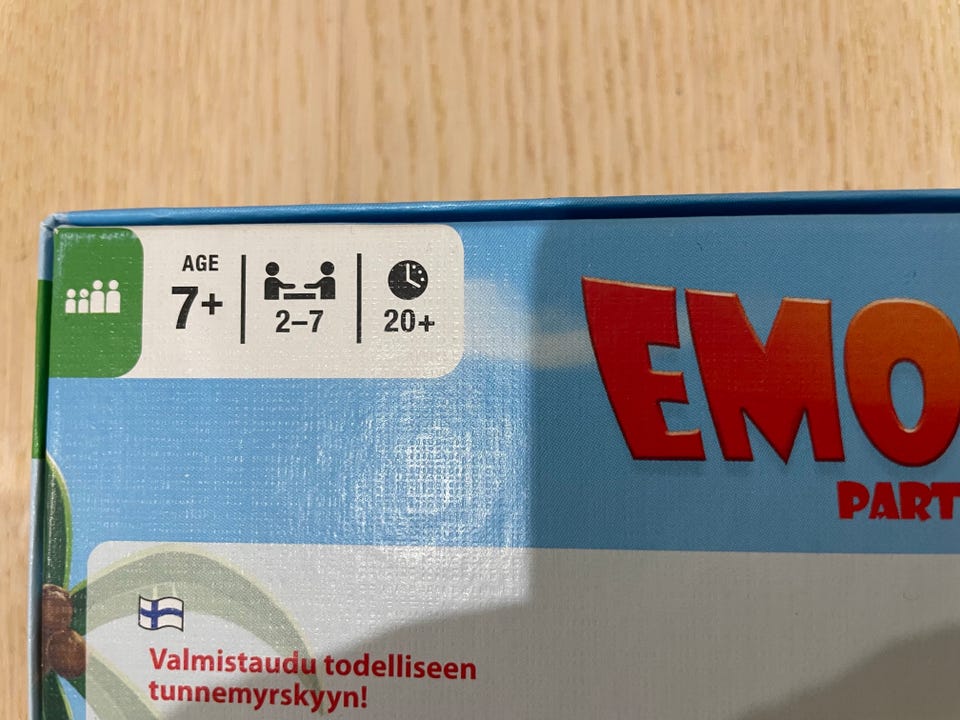 AGE
7+
2–7
20+
EMO
PART
Valmistaudu todelliseen
tunnemyrskyyn!